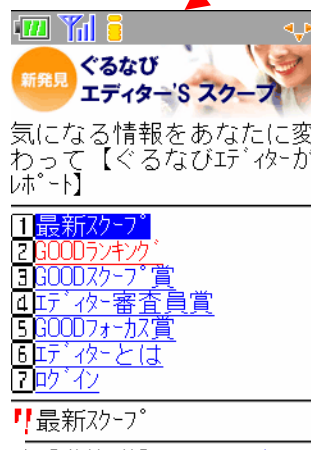 新発見
ぐるなび
エディター'S スクープ
気になる情報をあなたに変
わって【ぐるなびｴﾃﾞｨﾀｰが
ﾚﾎﾟｰﾄ】
1 最新ｽｸｰﾌﾟ
2 GOODﾗﾝｷﾝｸﾞ
3 GOODｽｸｰﾌﾟ賞
4 ｴﾃﾞｨﾀｰ審査員賞
5 GOODﾌｫｰｶｽ賞
6 ｴﾃﾞｨﾀｰとは
7 ﾛｸﾞｲﾝ
!!最新ｽｸｰﾌﾟ